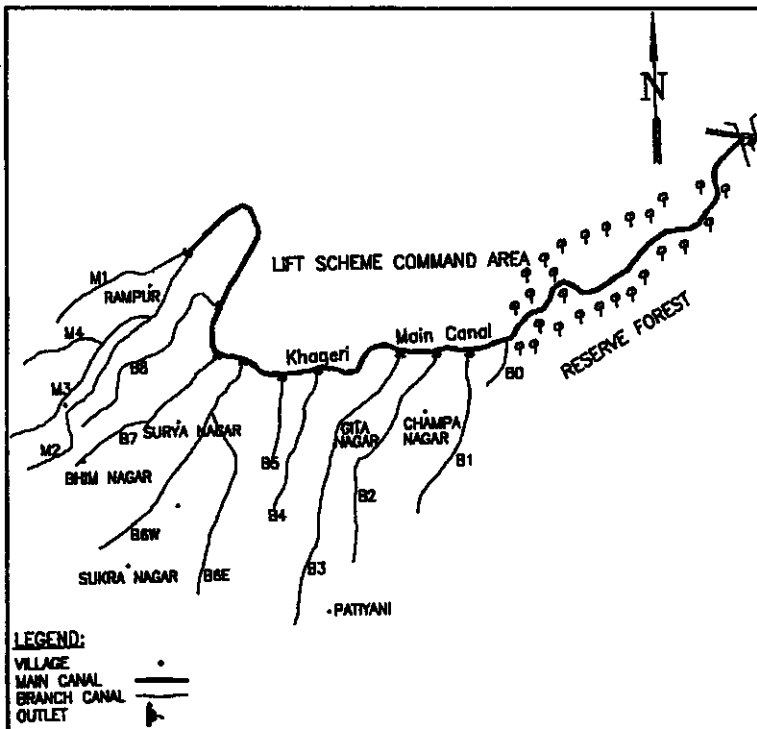 N
LIFT SCHEME COMMAND AREA
M1
RAMPUR
M4
Khageri Main Canal
RESERVE FOREST
B0
B8
M3
GITA
NAGAR
CHAMPA
NAGAR
B7
SURYA NAGAR
M2
BHIM NAGAR
B5
B1
B2
B4
B6W
B3
SUKRA NAGAR
B6E
PATIYANI
LEGEND:
VILLAGE
MAIN CANAL
BRANCH CANAL
OUTLET